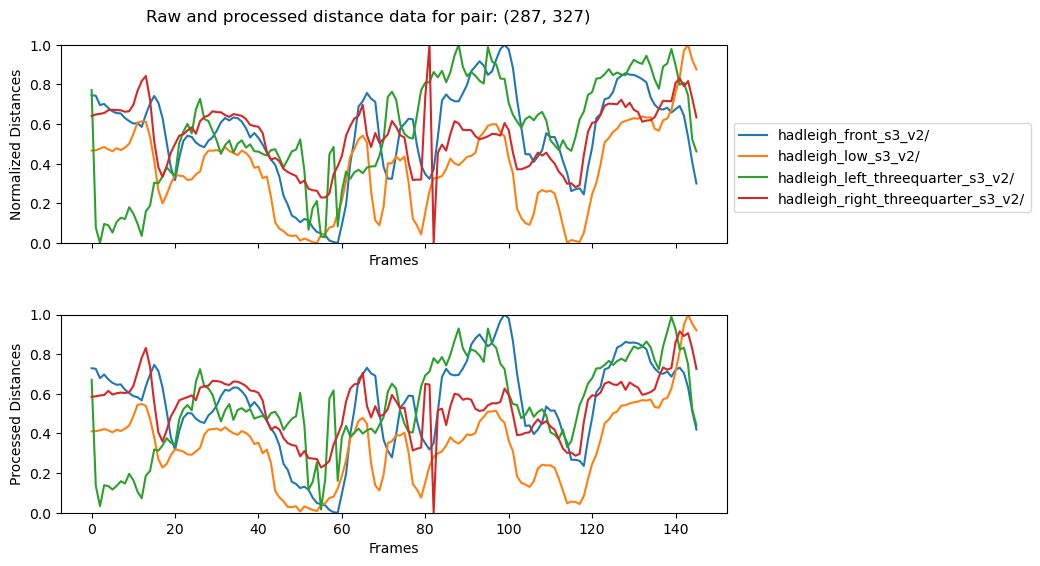 Raw and processed distance data for pair: (287, 327)
1.0
0.8
0.6
0.4
0.2
0.0
Normalized Distances
Frames
hadleigh_front_s3_v2/
hadleigh_low_s3_v2/
hadleigh_left_threequarter_s3_v2/
hadleigh_right_threequarter_s3_v2/
1.0
0.8
0.6
0.4
0.2
0.0
Processed Distances
0 20 40 60 80 100 120 140
Frames